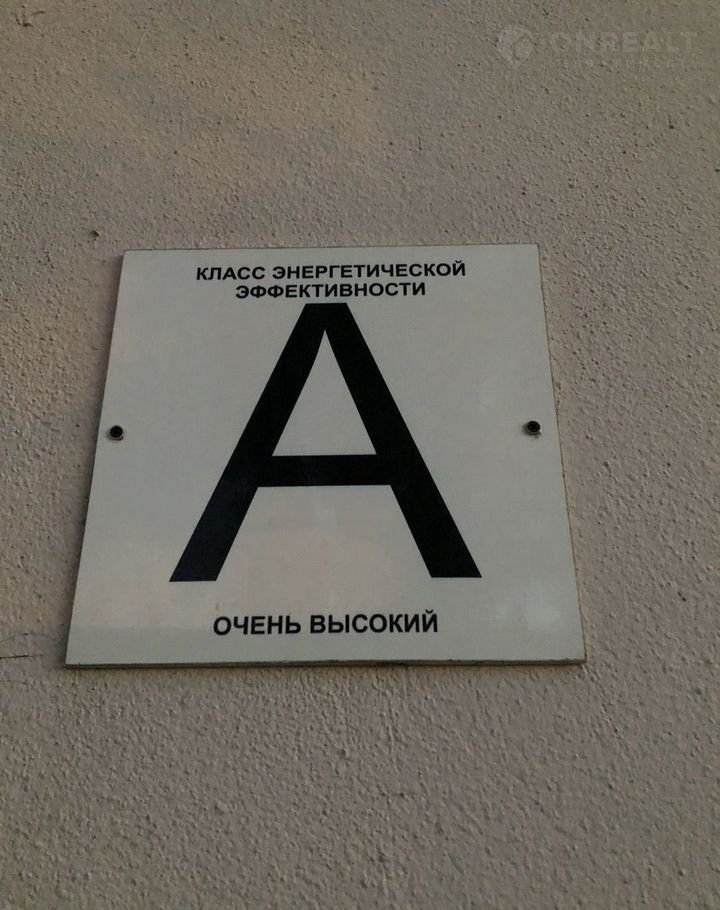 ONREALT
КЛАСС ЭНЕРГЕТИЧЕСКОЙ
ЭФФЕКТИВНОСТИ
А
ОЧЕНЬ ВЫСОКИЙ